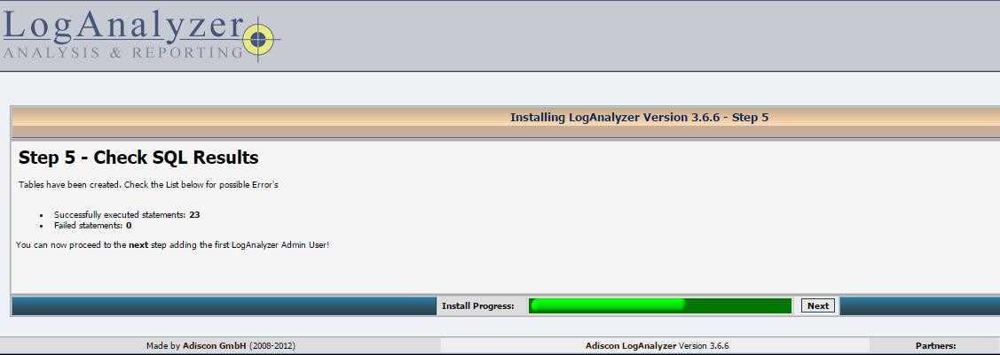 LogAnalyzer
ANALYSIS & REPORTING
Installing LogAnalyzer Version 3.6.6 - Step 5
Step 5 - Check SQL Results
Tables have been created. Check the List below for possible Error's
• Successfully executed statements: 23
• Failed statements: 0
You can now proceed to the next step adding the first LogAnalyzer Admin User!
Install Progress: Next
Made by Adiscon GmbH (2008-2012) Adiscon LogAnalyzer Version 3.6.6 Partners: